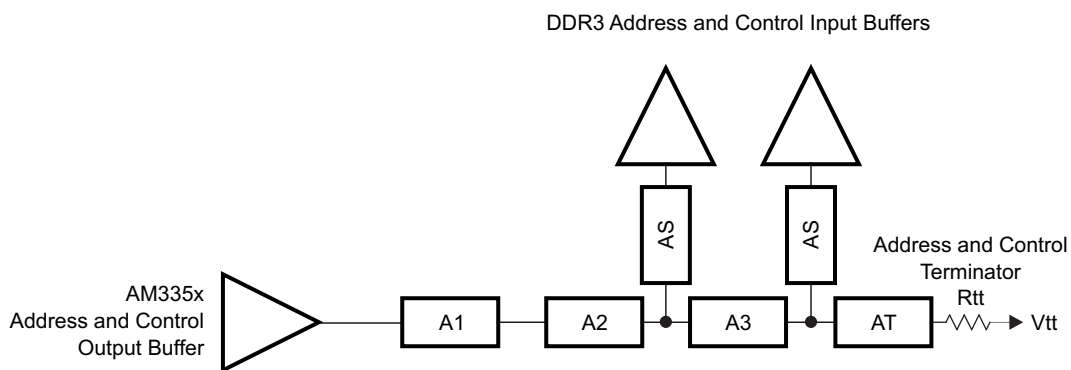 DDR3 Address and Control Input Buffers
AS
AS
Address and Control
Terminator
Rtt
AM335x
Address and Control
Output Buffer
A1
A2
A3
AT
Vtt